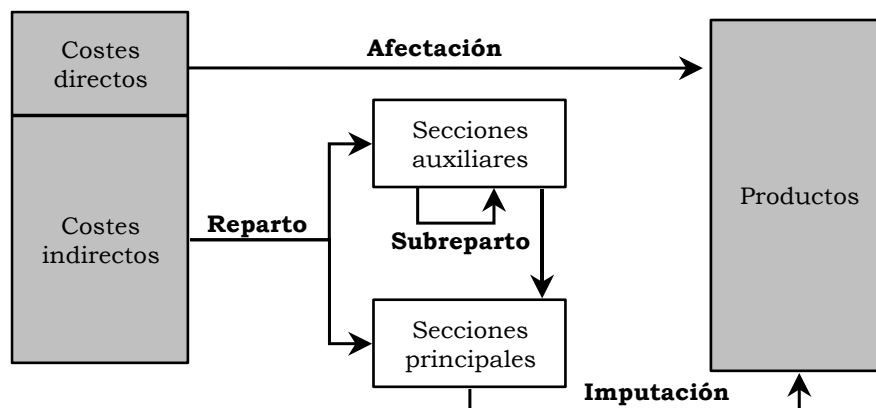 Costes
directos
Afectación
Secciones
auxiliares
Productos
Costes
indirectos
Reparto
Subreparto
Secciones
principales
Imputación